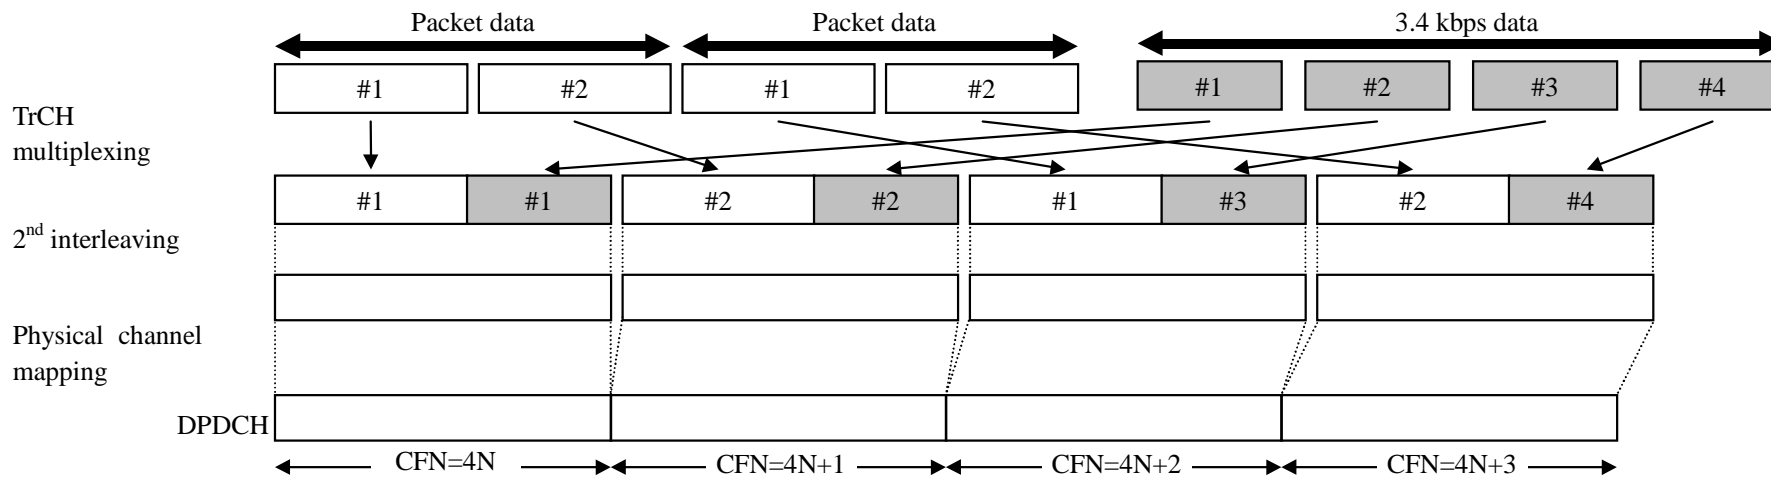 Packet data Packet data 3.4 kbps data
#1 #2 #1 #2 #1 #2 #3 #4
TrCH
multiplexing
#1 #1 #2 #2 #1 #3 #2 #4
2nd interleaving
Physical channel
mapping
DPDCH
CFN=4N CFN=4N+1 CFN=4N+2 CFN=4N+3